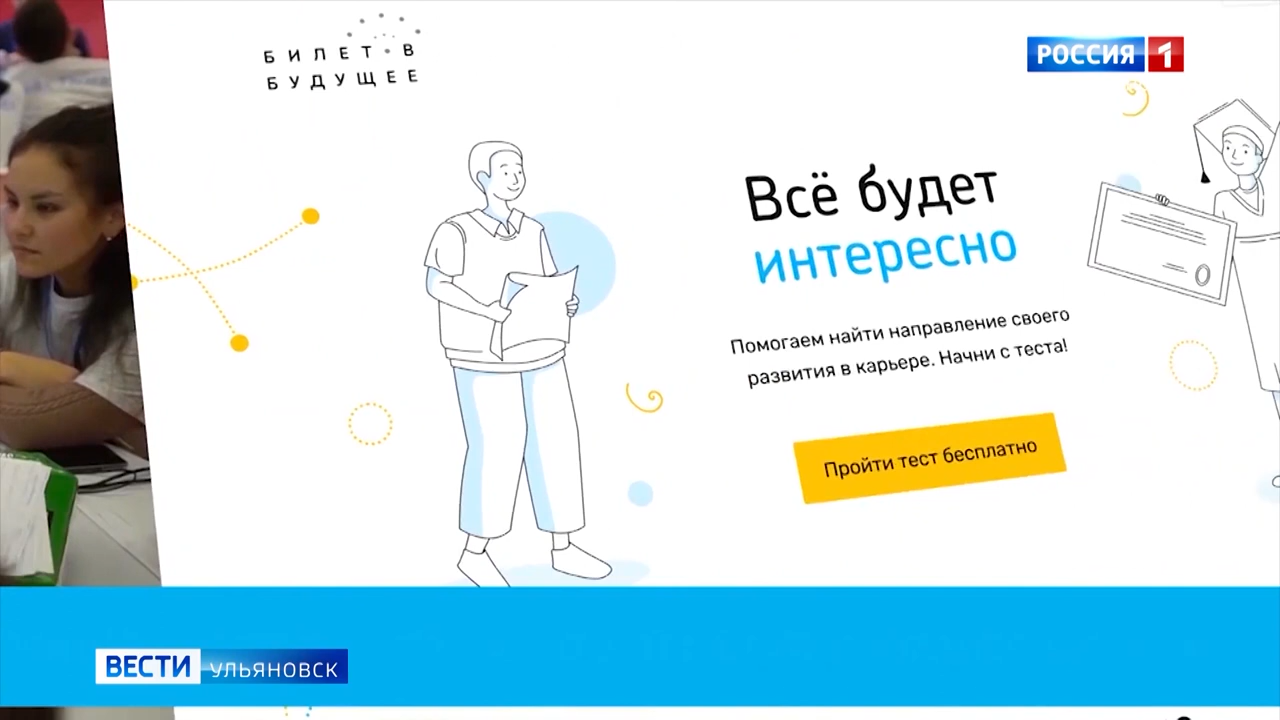 БИЛЕТ В
БУДУЩЕЕ
РОССИЯ 1
Всё будет
интересно
Помогаем найти направление своего
развития в карьере. Начни с теста!
Пройти тест бесплатно
ВЕСТИ УЛЬЯНОВСК